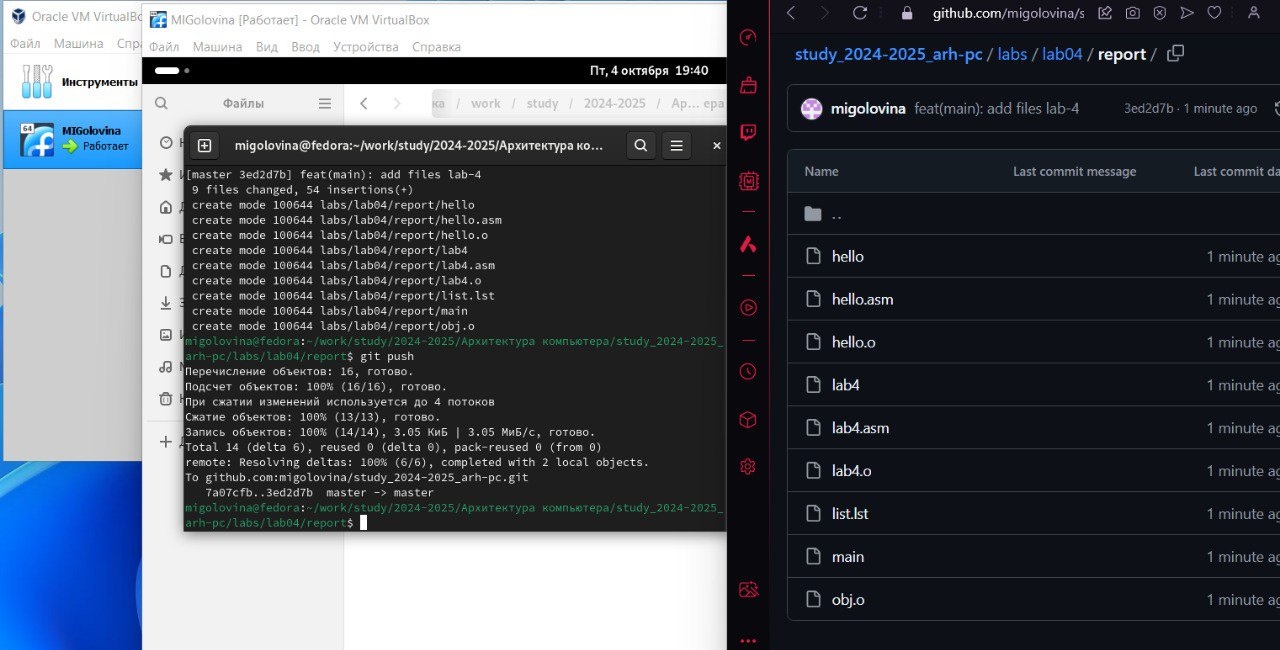 Oracle VM VirtualBo
Файл Машина Спра
Инструменты
64
MIGolovina
Работает
MIGolovina [Работает] - Oracle VM VirtualBox
Файл Машина Вид Ввод Устройства Справка
Пт, 4 октября 19:40
Файлы
ка / work / study / 2024-2025 / Ар… ера
migolovina@fedora:~/work/study/2024-2025/Архитектура ко...
[master 3ed2d7b] feat(main): add files lab-4
9 files changed, 54 insertions(+)
create mode 100644 labs/lab04/report/hello
create mode 100644 labs/lab04/report/hello.asm
create mode 100644 labs/lab04/report/hello.o
create mode 100644 labs/lab04/report/lab4
create mode 100644 labs/lab04/report/lab4.asm
create mode 100644 labs/lab04/report/lab4.o
create mode 100644 labs/lab04/report/list.lst
create mode 100644 labs/lab04/report/main
create mode 100644 labs/lab04/report/obj.o
migolovina@fedora:~/work/study/2024-2025/Архитектура компьютера/study_2024-2025_
arh-pc/labs/lab04/report$ git push
Перечисление объектов: 16, готово.
Подсчет объектов: 100% (16/16), готово.
При сжатии изменений используется до 4 потоков
Сжатие объектов: 100% (13/13), готово.
Запись объектов: 100% (14/14), 3.05 КиБ | 3.05 МиБ/с, готово.
Total 14 (delta 6), reused 0 (delta 0), pack-reused 0 (from 0)
remote: Resolving deltas: 100% (6/6), completed with 2 local objects.
To github.com:migolovina/study_2024-2025_arh-pc.git
7a07cfb..3ed2d7b master -> master
migolovina@fedora:~/work/study/2024-2025/Архитектура компьютера/study_2024-2025_
arh-pc/labs/lab04/report$
github.com/migolovina/s
study_2024-2025_arh-pc / labs / lab04 / report /
migolovina feat(main): add files lab-4 3ed2d7b · 1 minute ago
Name Last commit message Last commit da
..
hello 1 minute ag
hello.asm 1 minute ag
hello.o 1 minute ag
lab4 1 minute ag
lab4.asm 1 minute ag
lab4.o 1 minute ag
list.lst 1 minute ag
main 1 minute ag
obj.o 1 minute ag